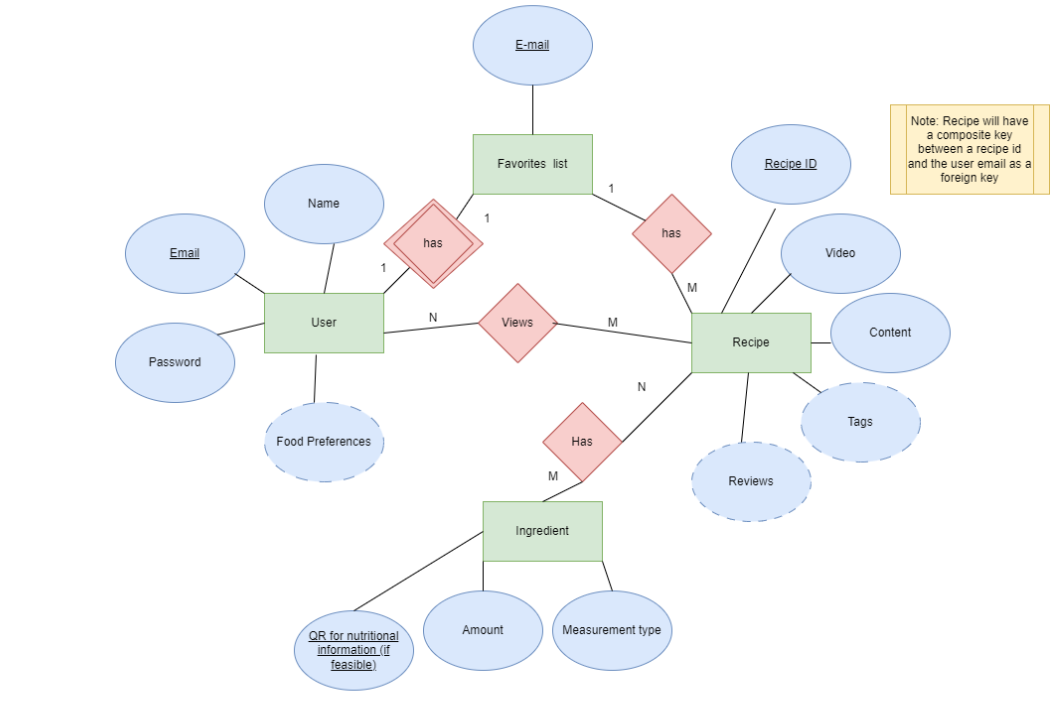 E-mail
Note: Recipe will have
a composite key
between a recipe id
and the user email as a
foreign key
Favorites list
Recipe ID
1
Name
1
has
has
Email
Video
1
M
User
N
Views
M
Recipe
Content
Password
N
Food Preferences
Has
Tags
M
Reviews
Ingredient
QR for nutritional
information (if
feasible)
Amount
Measurement type